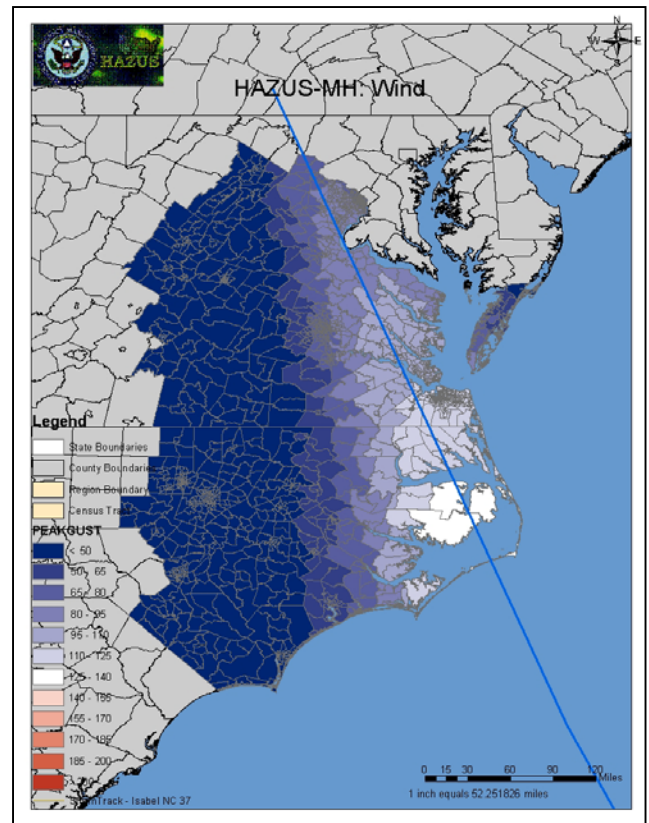 N
W E
S
HAZUS
HAZUS-MH: Wind
Legend
State Boundaries
County Boundaries
Region Boundary
Census Tract
PEAKGUST
< 50
50 - 65
65 - 80
80 - 95
95 - 110
110 - 125
125 - 140
140 - 155
155 - 170
170 - 185
185 - 200
StormTrack - Isabel NC 37
0 15 30 60 90 120
Miles
1 inch equals 52.251826 miles